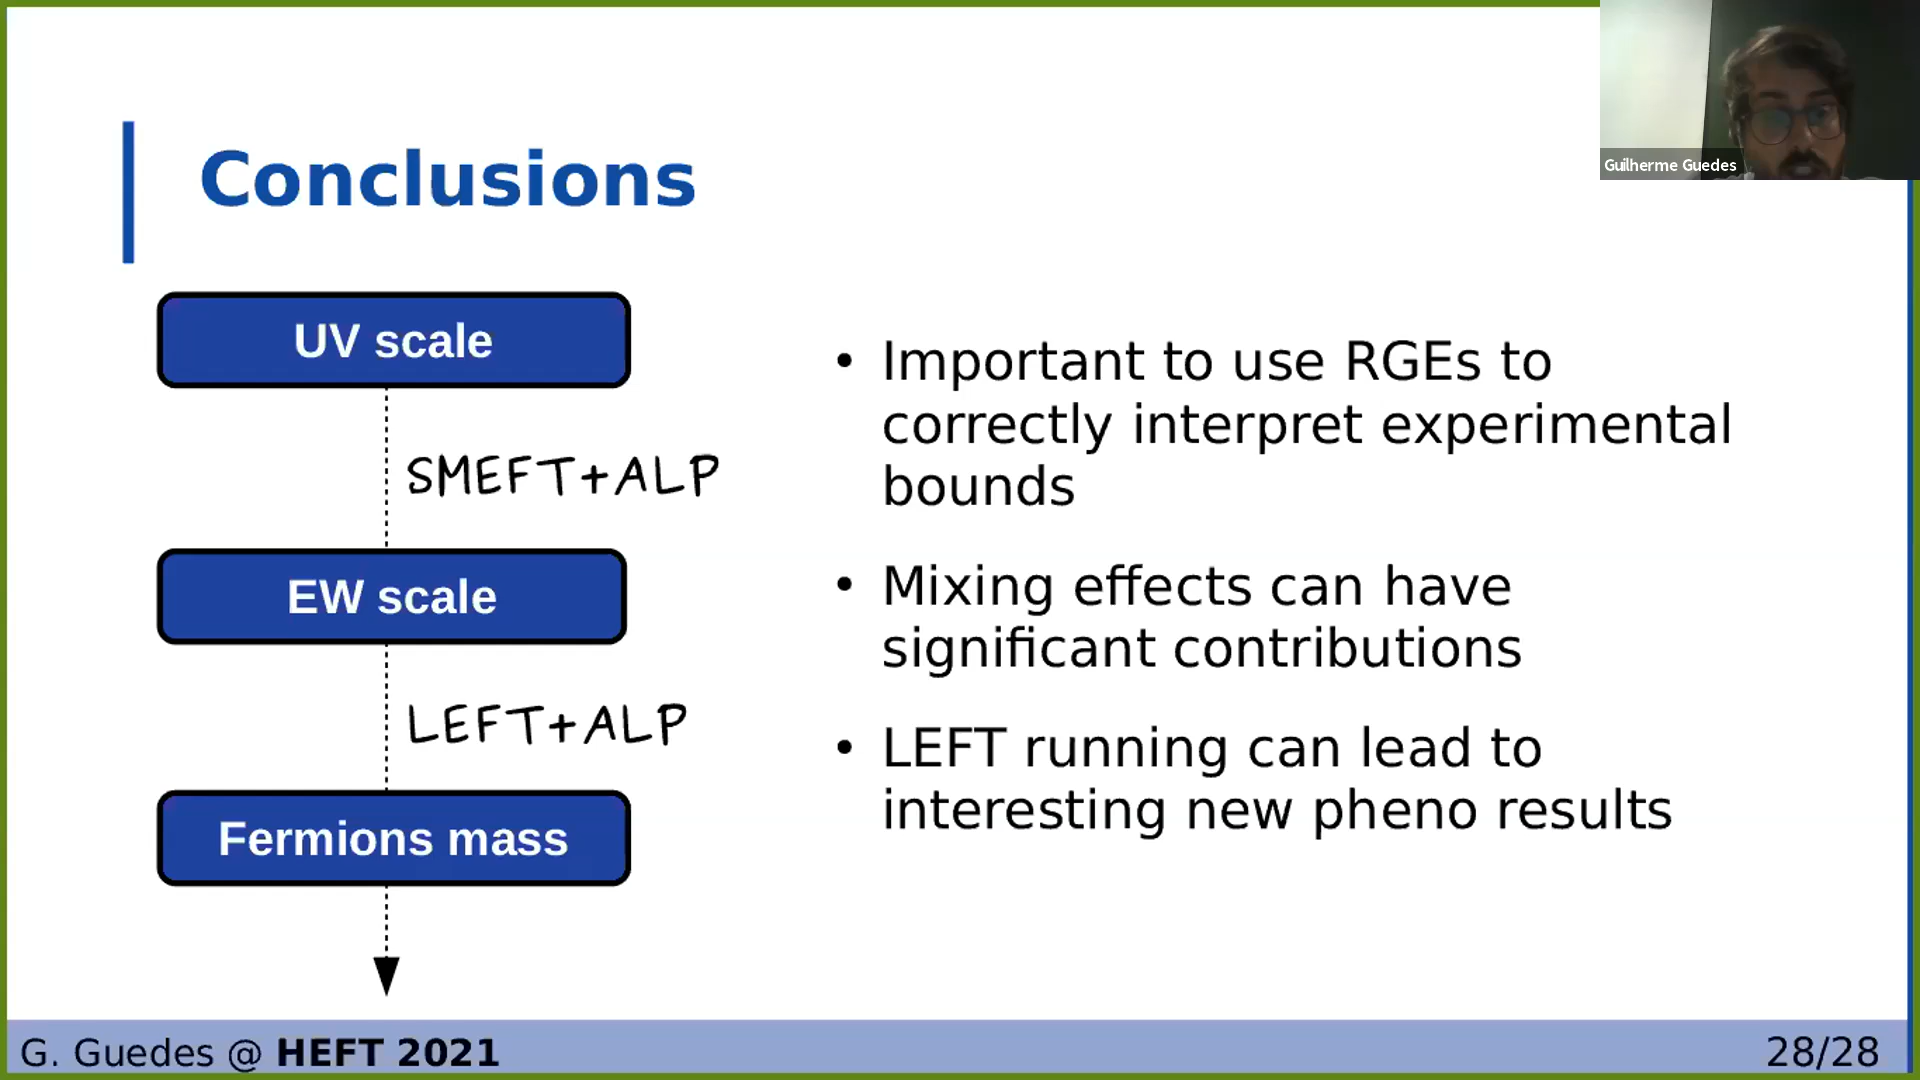 Guilherme Guedes
Conclusions
UV scale
SMEFT+ALP
EW scale
LEFT+ALP
Fermions mass
• Important to use RGEs to
correctly interpret experimental
bounds
• Mixing effects can have
significant contributions
• LEFT running can lead to
interesting new pheno results
G. Guedes @ HEFT 2021
28/28